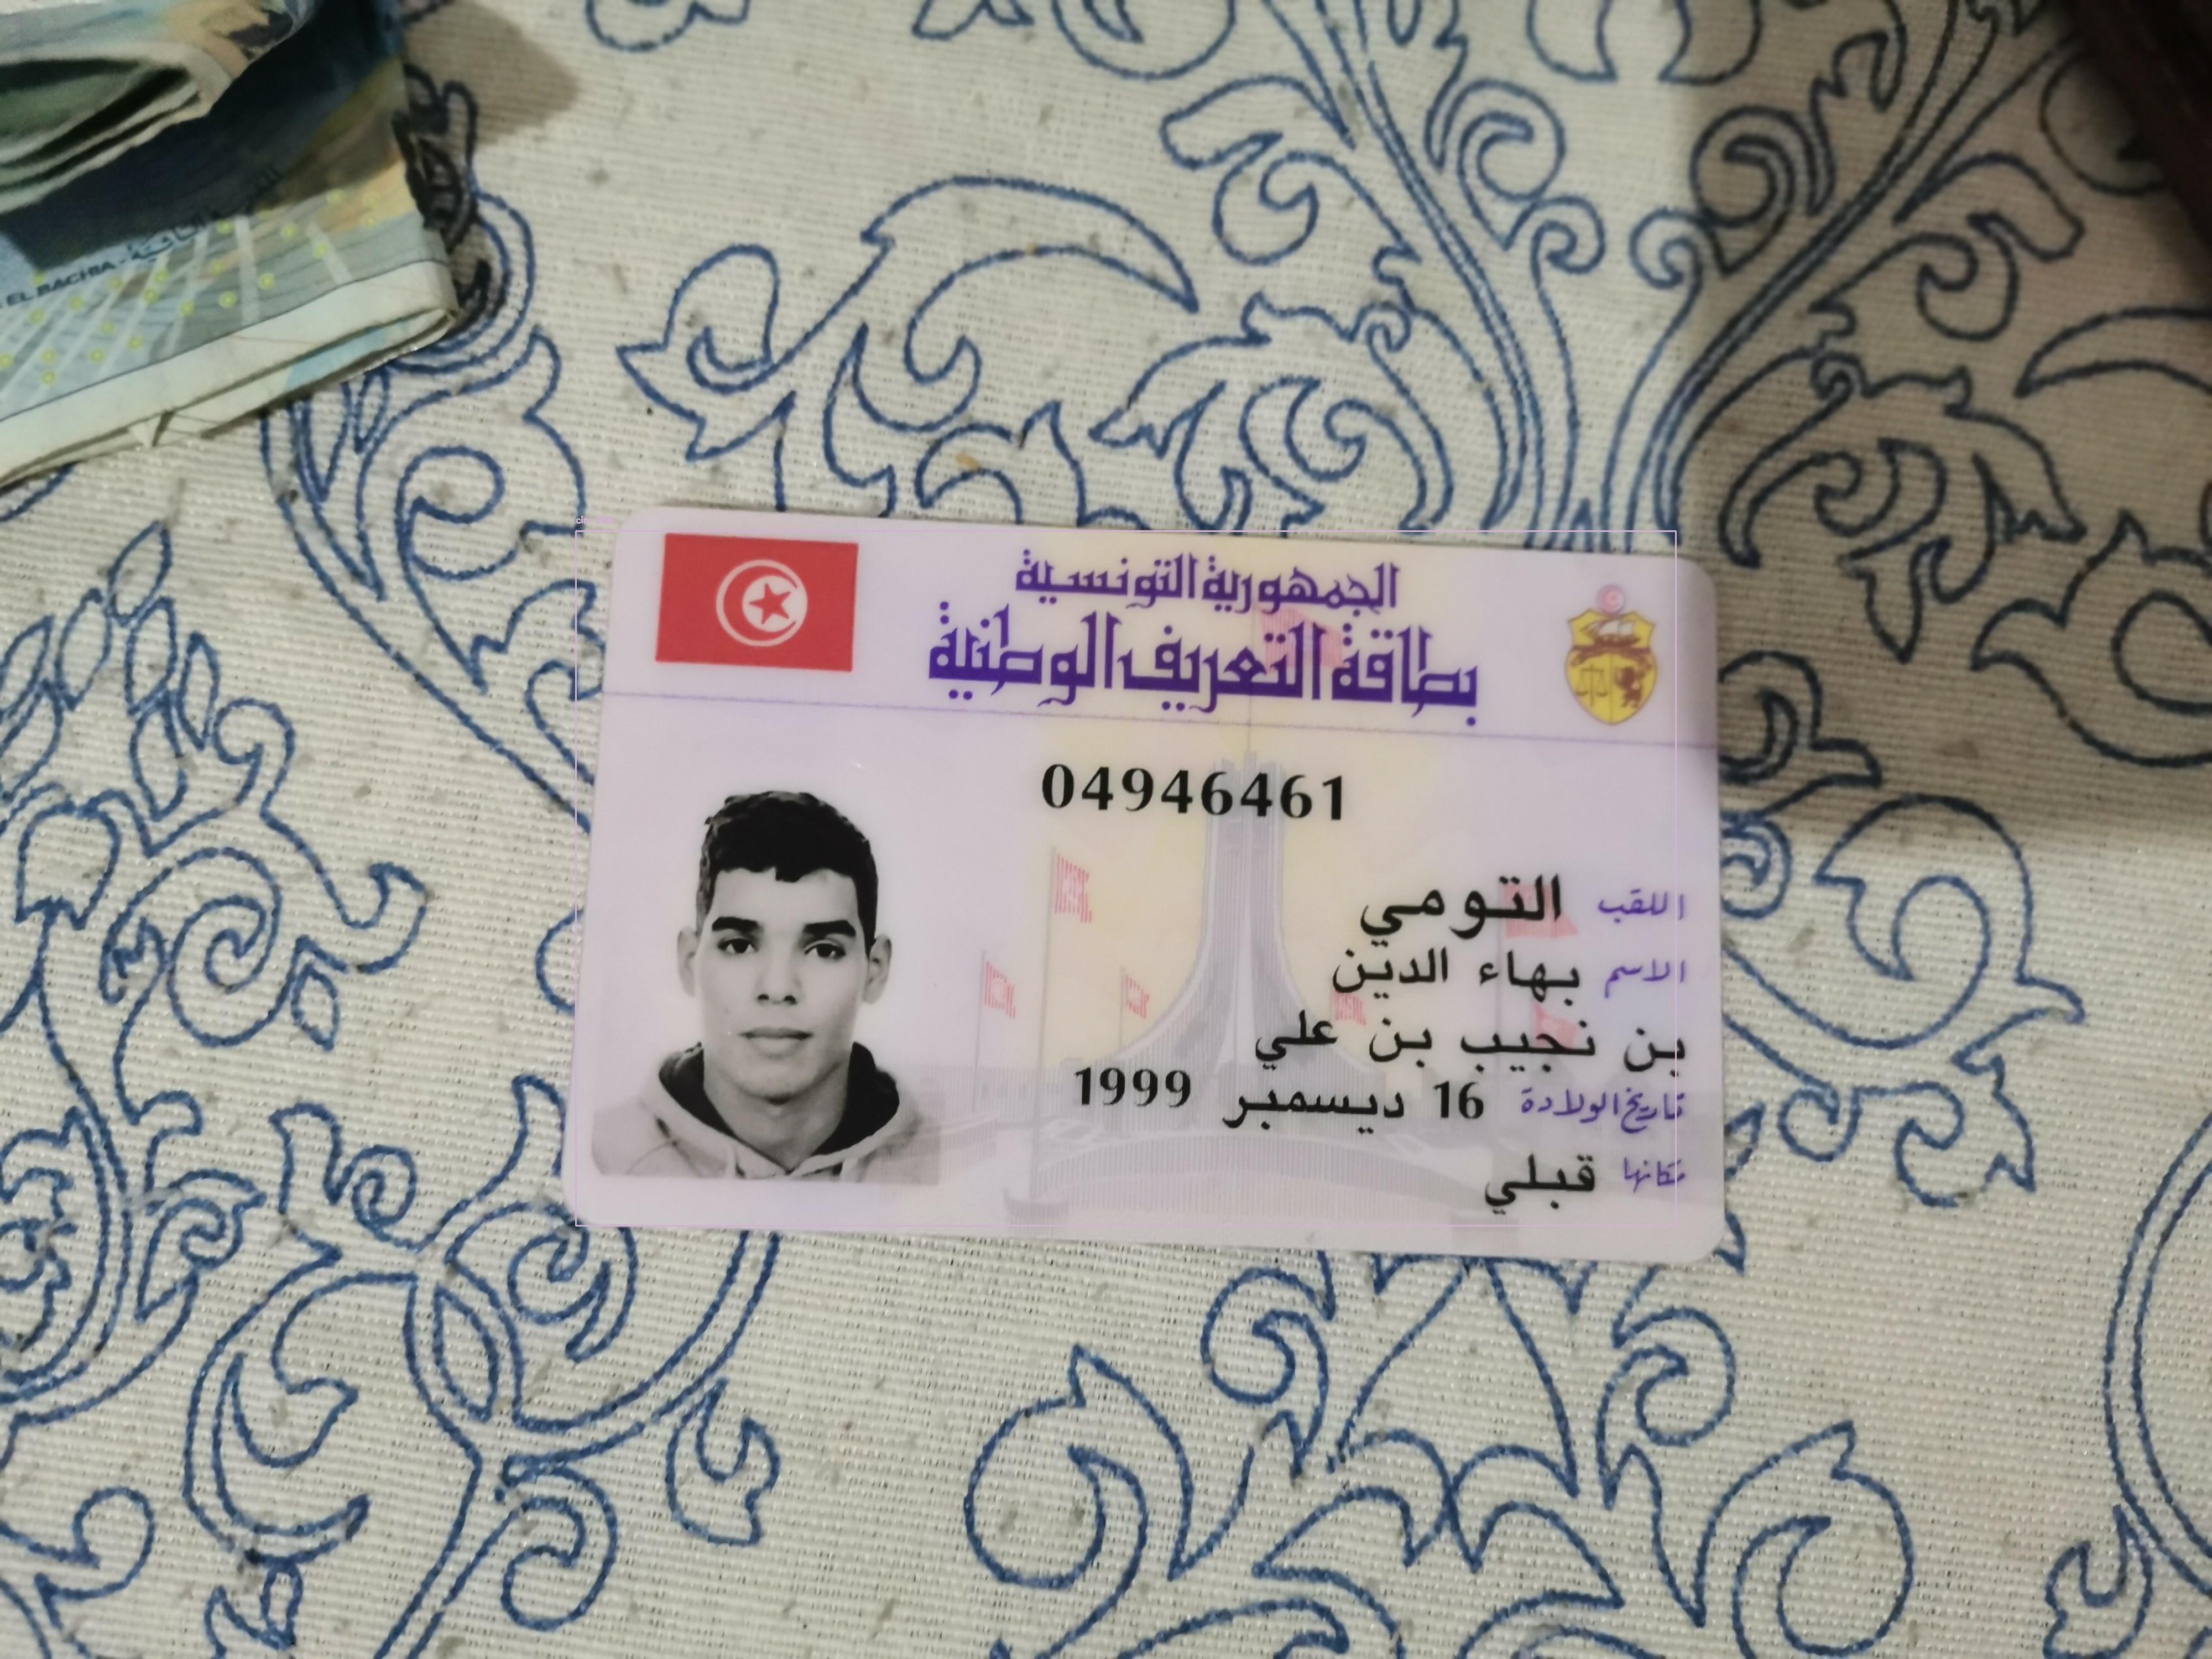 EL BACHIA -
الجمهورية التونسية
بطاقة التعريف الوطنية
04946461
اللقب التومي
الاسم بهاء الدين
بن نجيب بن علي
تاريخ الولادة 16 ديسمبر 1999
مكانها قبلي